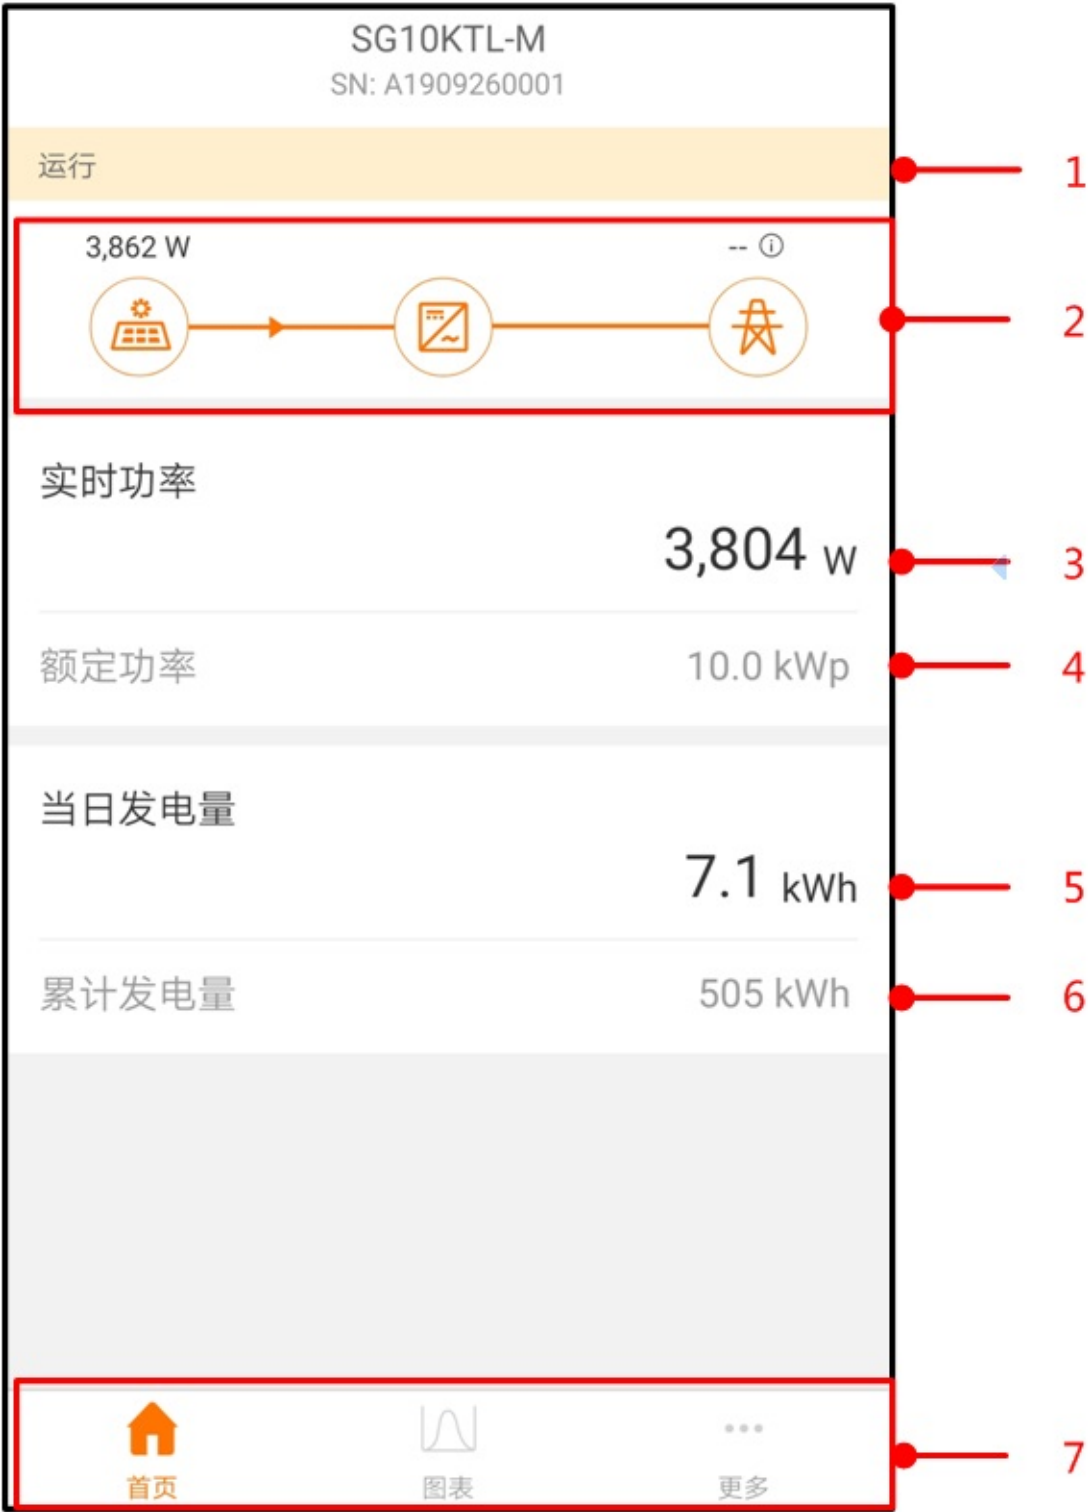 SG10KTL-M
SN: A1909260001
运行
1
3,862 W
--
2
实时功率
3,804 W
3
额定功率
10.0 kWp
4
当日发电量
7.1 kWh
5
累计发电量
505 kWh
6
首页
图表
更多
7